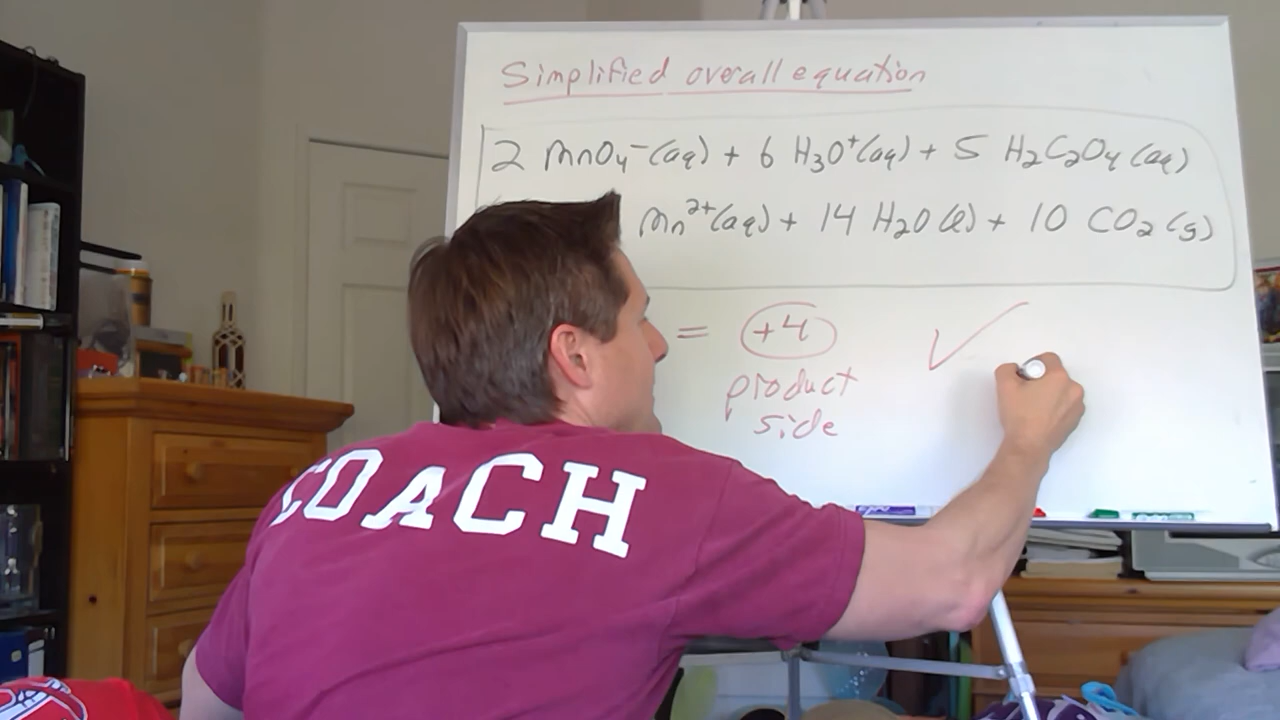 Simplified overall equation
2 MnO₄⁻(aq) + 6 H₃O⁺(aq) + 5 H₂C₂O₄(aq)
Mn²⁺(aq) + 14 H₂O(l) + 10 CO₂(g)
= +4 ✓
product
side
COACH